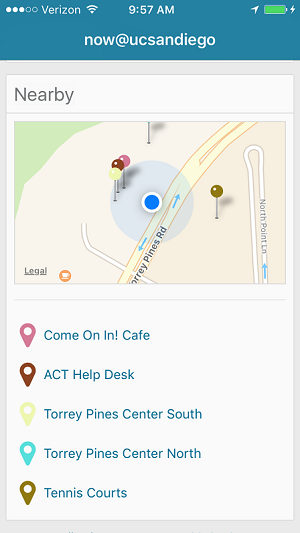 Verizon 9:57 AM
now@ucsandiego
Nearby
Torrey Pines Rd
North Point Ln
Legal
Come On In! Cafe
ACT Help Desk
Torrey Pines Center South
Torrey Pines Center North
Tennis Courts